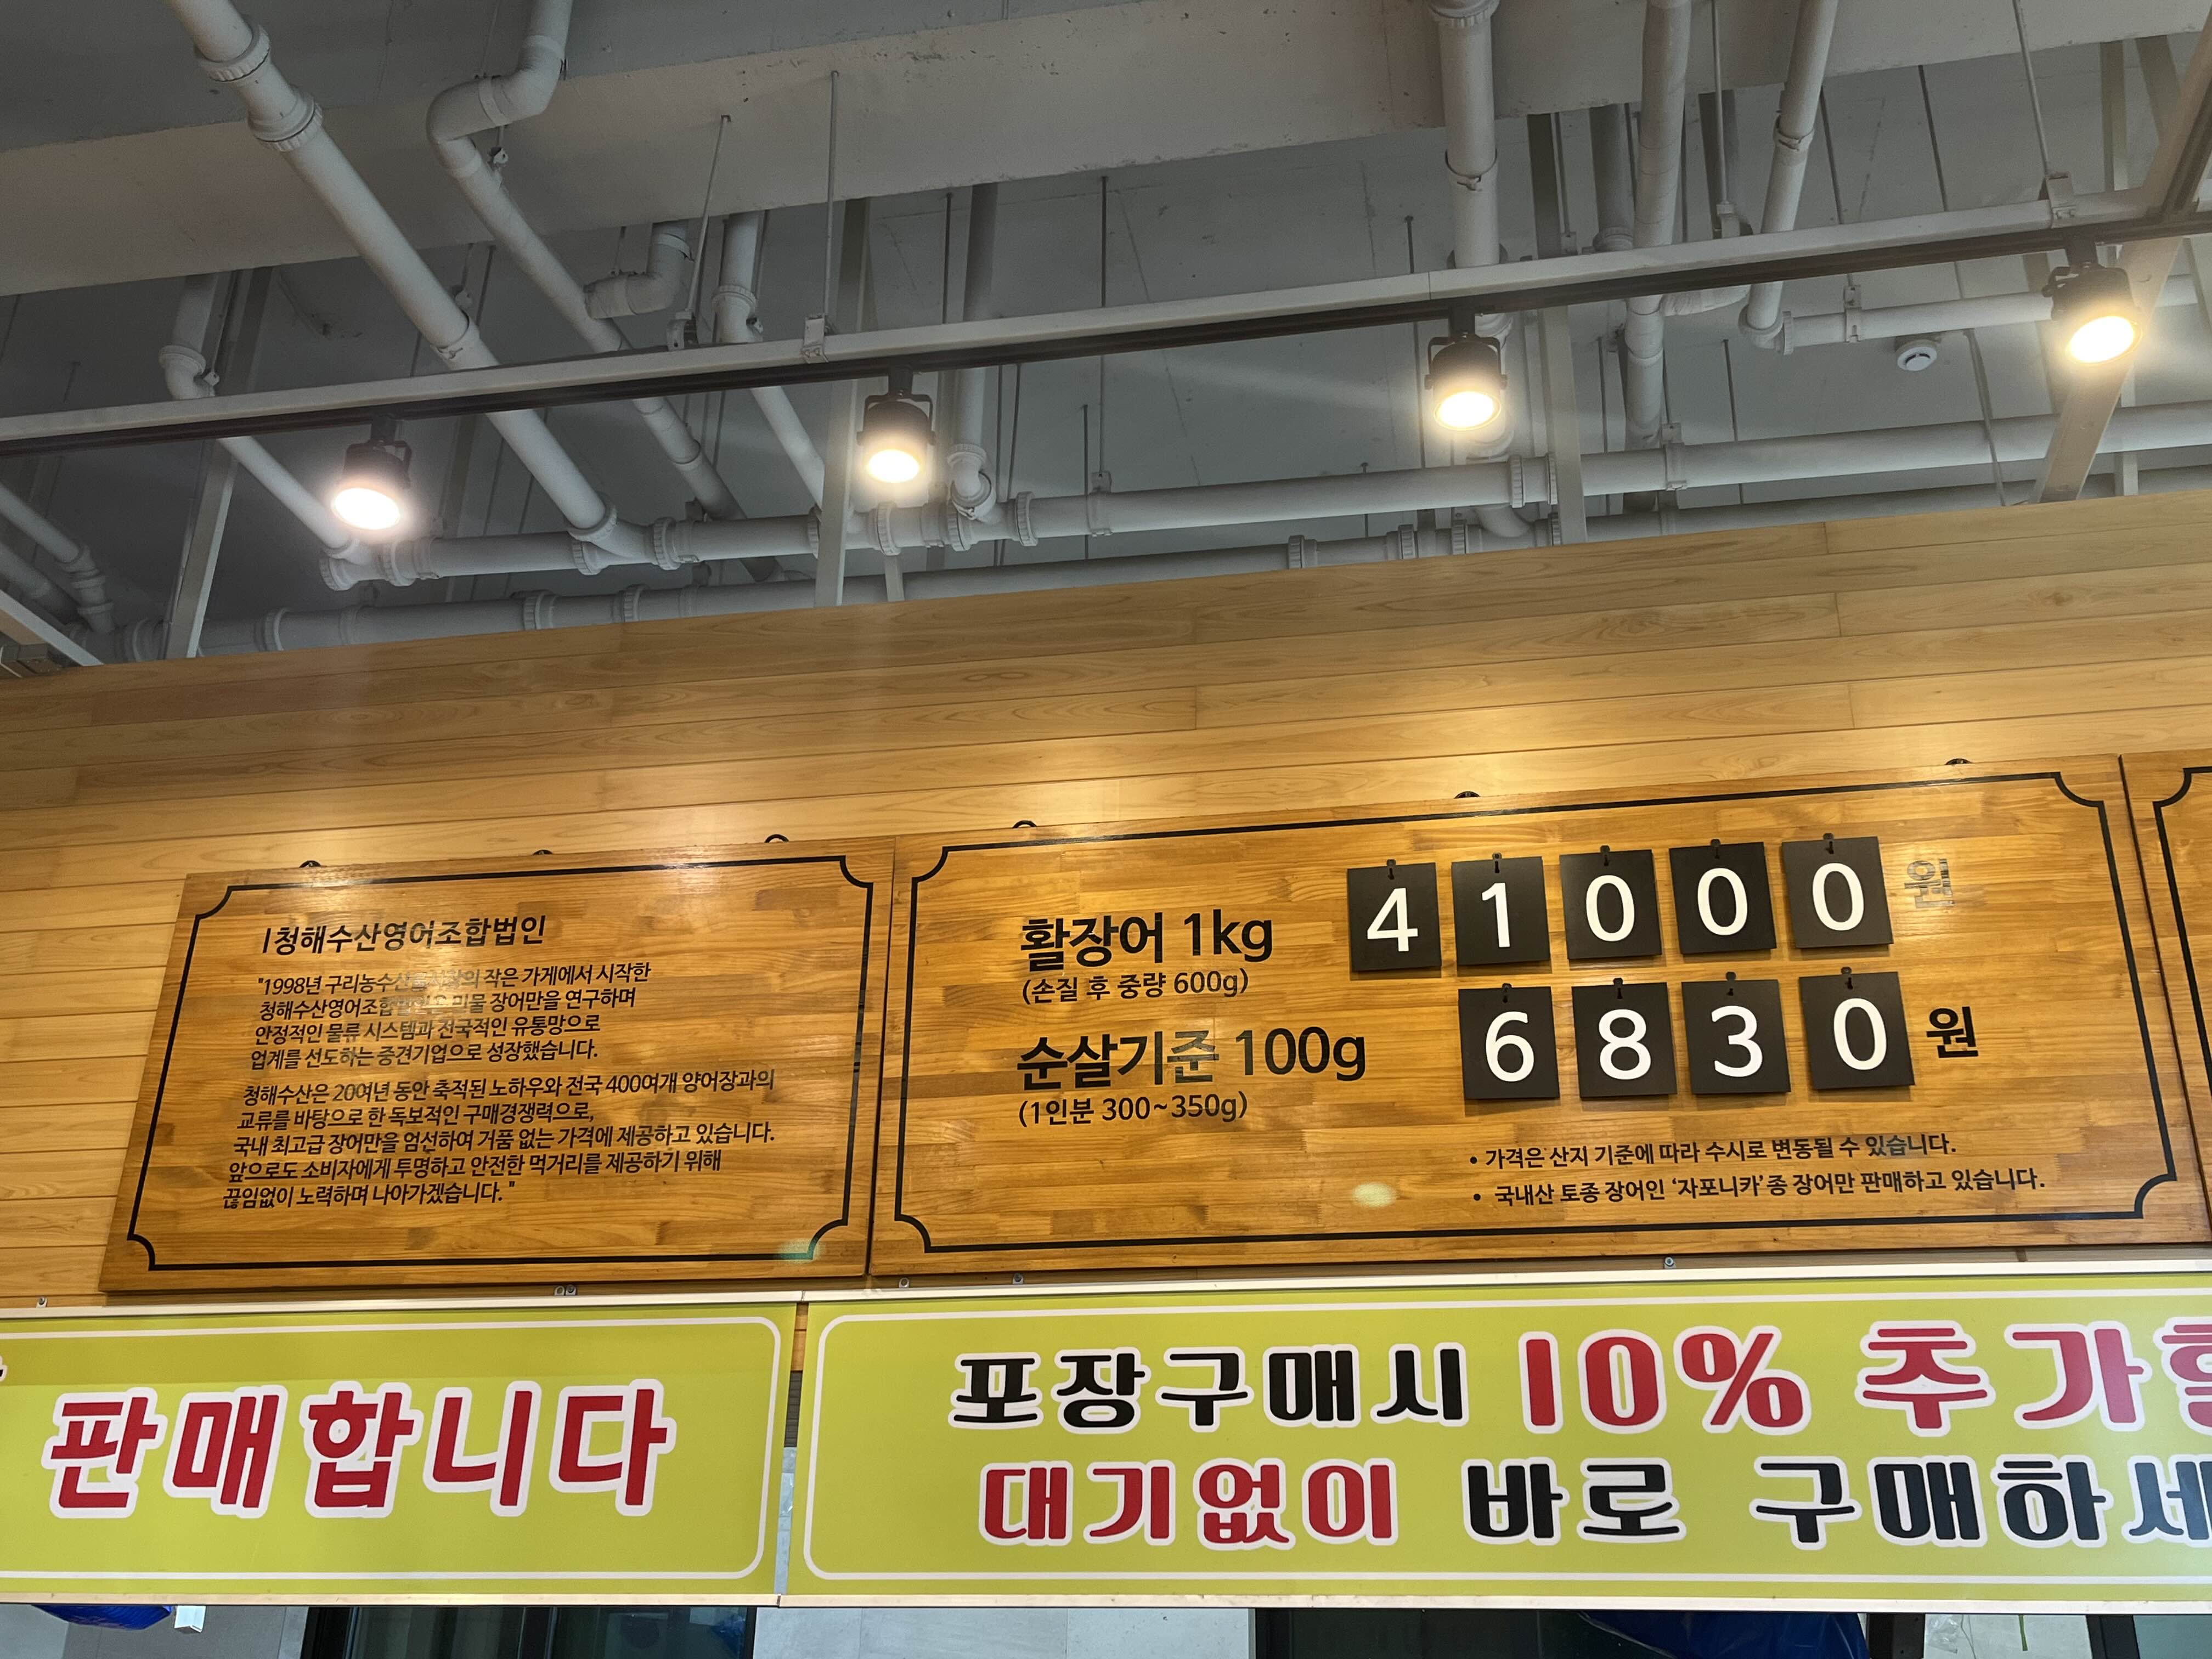 청해수산영어조합법인
"1998년 구리농수산물시장의 작은 가게에서 시작한
청해수산영어조합법인은 민물 장어만을 연구하며
안정적인 물류 시스템과 전국적인 유통망으로
업계를 선도하는 중견기업으로 성장했습니다.
청해수산은 20여년 동안 축적된 노하우와 전국 400여개 양어장과의
교류를 바탕으로 한 독보적인 구매경쟁력으로,
국내 최고급 장어만을 엄선하여 거품 없는 가격에 제공하고 있습니다.
앞으로도 소비자에게 투명하고 안전한 먹거리를 제공하기 위해
끊임없이 노력하며 나아가겠습니다."
활장어 1kg 41000 원
(손질 후 중량 600g)
순살기준 100g 6830 원
(1인분 300~350g)
• 가격은 산지 기준에 따라 수시로 변동될 수 있습니다.
• 국내산 토종 장어인 '자포니카'종 장어만 판매하고 있습니다.
판매합니다
포장구매시 10% 추가
대기없이 바로 구매하세